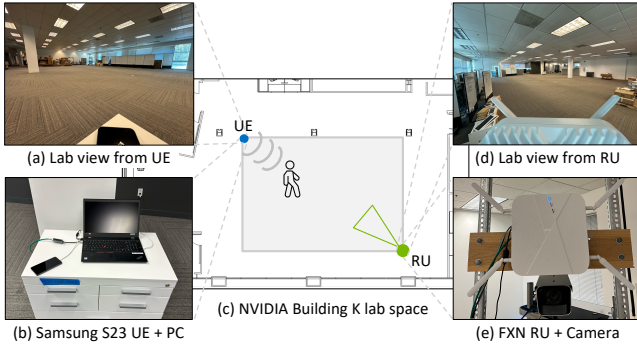 (a) Lab view from UE
UE
(d) Lab view from RU
RU
(b) Samsung S23 UE + PC
(c) NVIDIA Building K lab space
(e) FXN RU + Camera